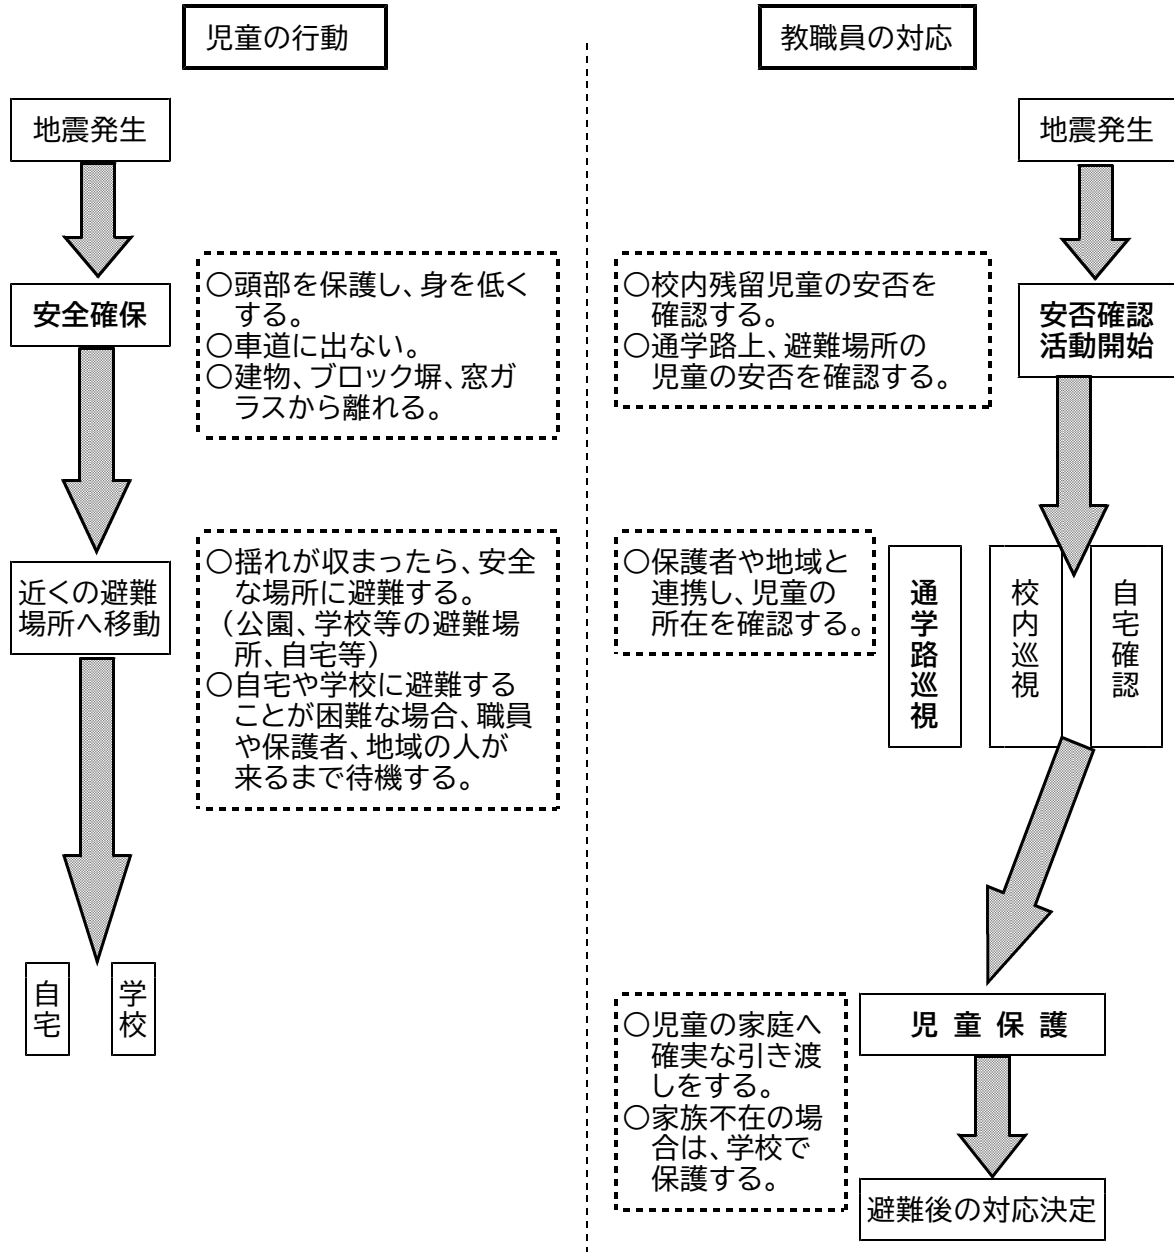 児童の行動
地震発生
安全確保
○頭部を保護し、身を低く
する。
○車道に出ない。
○建物、ブロック塀、窓ガ
ラスから離れる。
近くの避難
場所へ移動
○揺れが収まったら、安全
な場所に避難する。
（公園、学校等の避難場
所、自宅等）
○自宅や学校に避難する
ことが困難な場合、職員
や保護者、地域の人が
来るまで待機する。
自宅
学校
教職員の対応
地震発生
○校内残留児童の安否を
確認する。
○通学路上、避難場所の
児童の安否を確認する。
安否確認
活動開始
○保護者や地域と
連携し、児童の
所在を確認する。
通学路巡視
校内巡視
自宅確認
○児童の家庭へ
確実な引き渡
しをする。
○家族不在の場
合は、学校で
保護する。
児童保護
避難後の対応決定